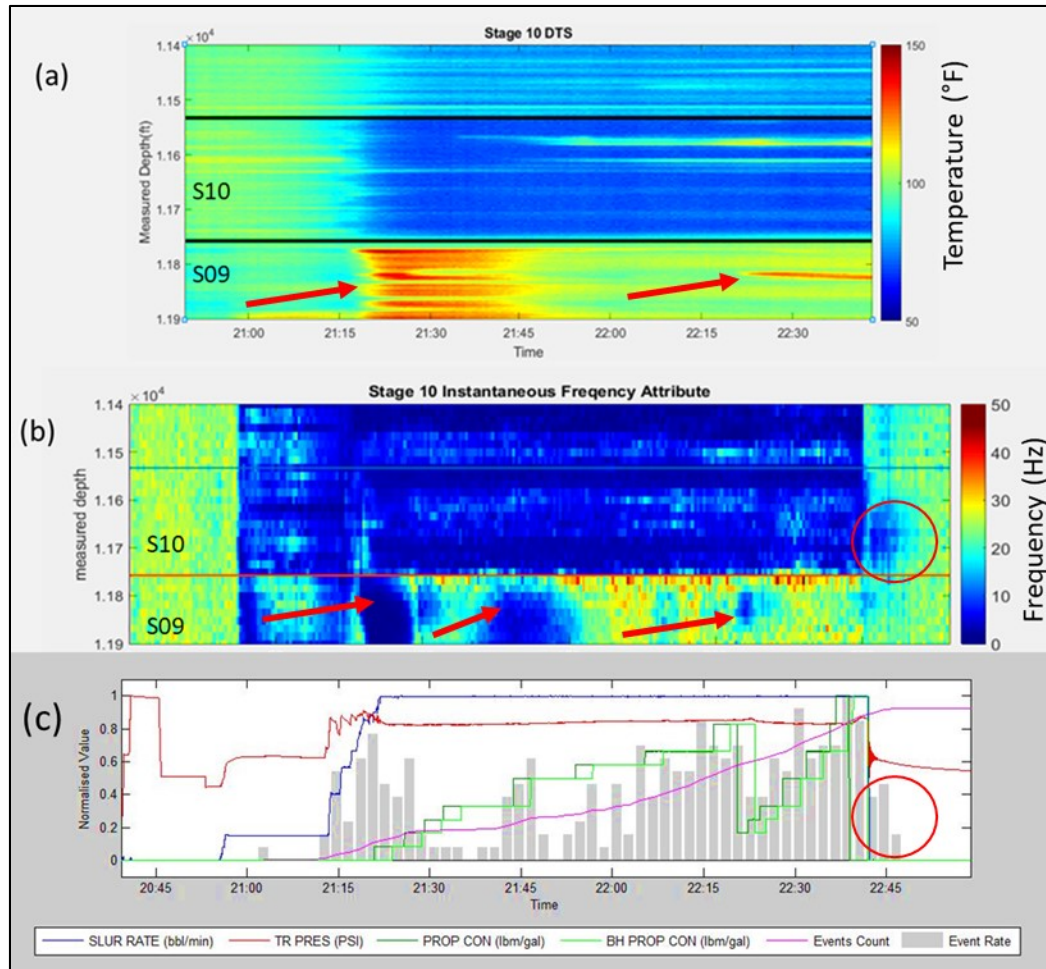 (a)
Stage 10 DTS
× 10⁴
1.14
1.15
1.16
1.17
1.18
1.19
Measured Depth(ft)
S10
S09
21:00 21:15 21:30 21:45 22:00 22:15 22:30
Time
150
100
50
Temperature (°F)
(b)
Stage 10 Instantaneous Freqency Attribute
× 10⁴
1.14
1.15
1.16
1.17
1.18
1.19
measured depth
S10
S09
50
40
30
20
10
0
Frequency (Hz)
(c)
1
0.8
0.6
0.4
0.2
0
Normalised Value
20:45 21:00 21:15 21:30 21:45 22:00 22:15 22:30 22:45
Time
SLUR RATE (bbl/min) TR PRES (PSI) PROP CON (lbm/gal) BH PROP CON (lbm/gal) Events Count Event Rate